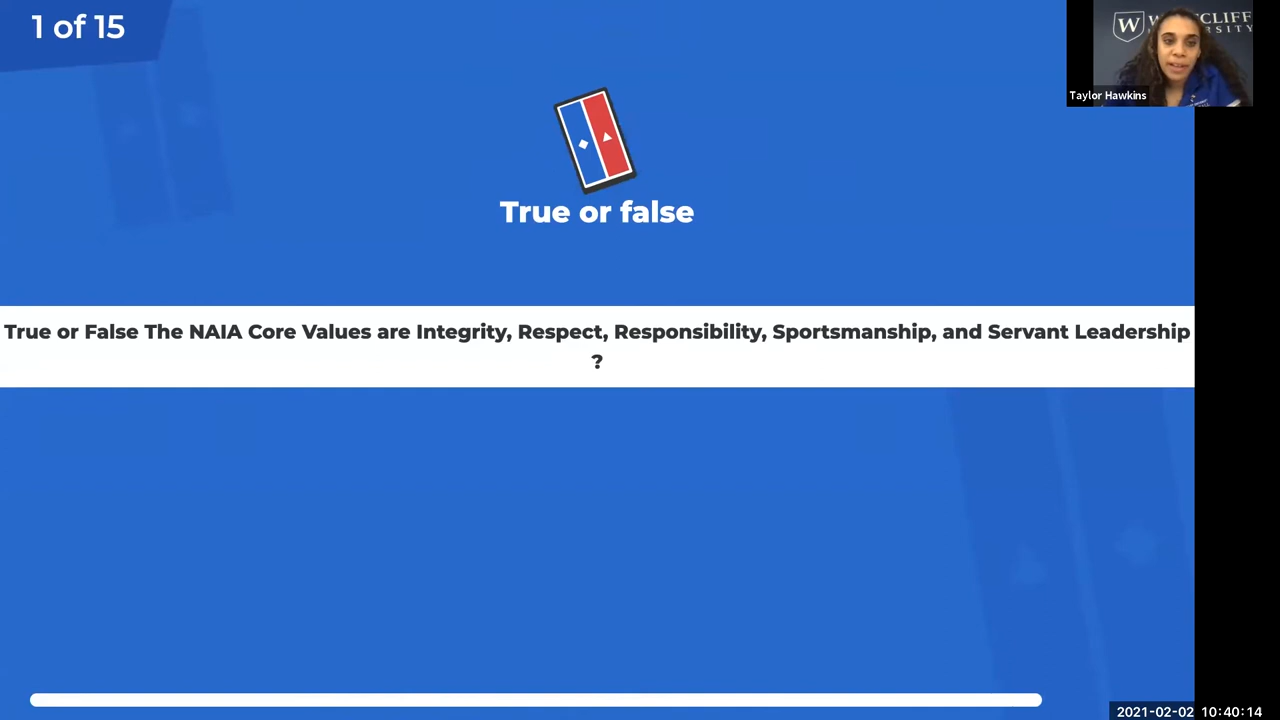 1 of 15
W
Taylor Hawkins
True or false
True or False The NAIA Core Values are Integrity, Respect, Responsibility, Sportsmanship, and Servant Leadership
?
2021-02-02 10:40:14